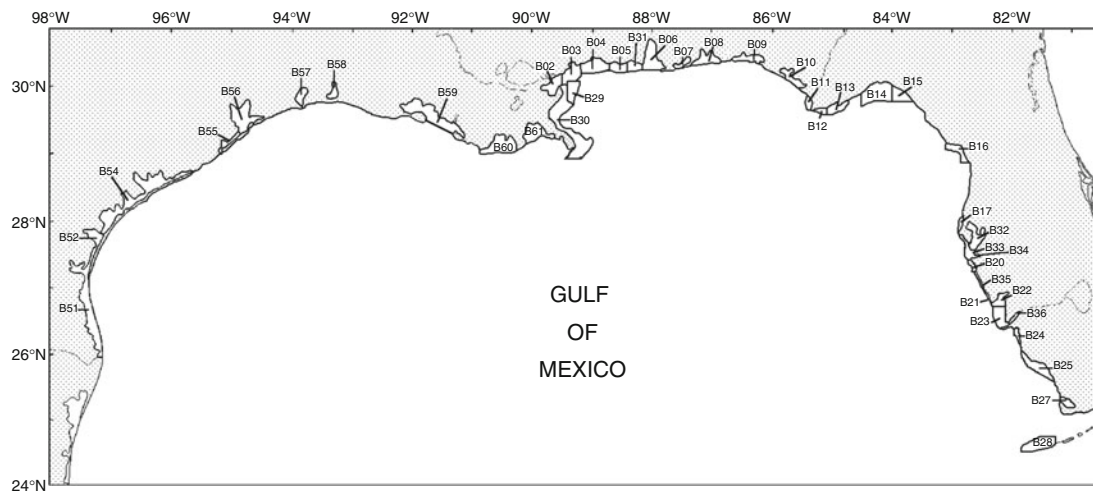 98°W 96°W 94°W 92°W 90°W 88°W 86°W 84°W 82°W
B31
B04 B06
B03 B05 B07 B08 B09
B02 B10
30°N B57 B58 B11 B13 B15
B56 B59 B29 B14
B30 B12
B55 B61
B60 B16
B54
28°N B17
B52 B32
B33 B34
B20
B35
GULF B22
B51 B21
B23 B36
OF B24
26°N
MEXICO B25
B27
B28
24°N